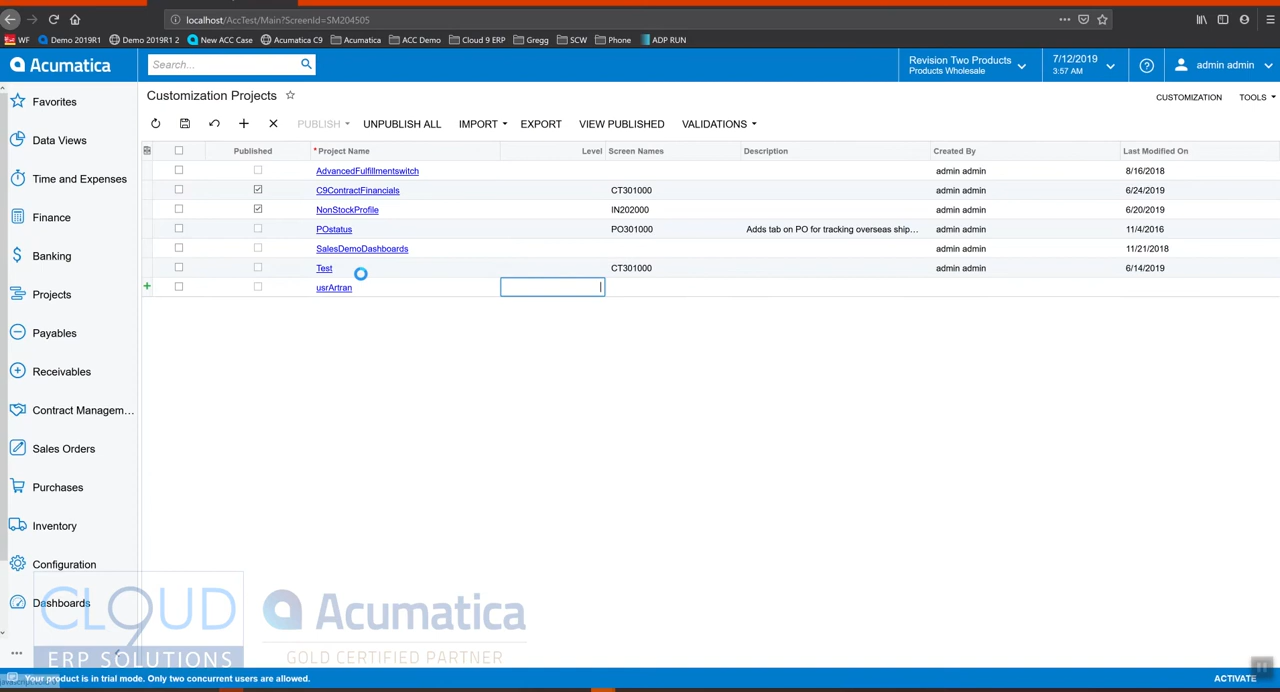 localhost/AccTest/Main?ScreenId=SM204505
WF
Demo 2019R1
Demo 2019R1 2
New ACC Case
Acumatica C9
Acumatica
ACC Demo
Cloud 9 ERP
Gregg
SCW
Phone
ADP RUN
Acumatica
Search...
Revision Two Products
Products Wholesale
7/12/2019
3:57 AM
admin admin
Favorites
Data Views
Time and Expenses
Finance
Banking
Projects
Payables
Receivables
Contract Managem...
Sales Orders
Purchases
Inventory
Configuration
Dashboards
Customization Projects
CUSTOMIZATION TOOLS
PUBLISH UNPUBLISH ALL IMPORT EXPORT VIEW PUBLISHED VALIDATIONS
Published *Project Name Level Screen Names Description Created By Last Modified On
AdvancedFulfillmentswitch admin admin 8/16/2018
C9ContractFinancials CT301000 admin admin 6/24/2019
NonStockProfile IN202000 admin admin 6/20/2019
POstatus PO301000 Adds tab on PO for tracking overseas ship... admin admin 11/4/2016
SalesDemoDashboards admin admin 11/21/2018
Test CT301000 admin admin 6/14/2019
usrArtran
CLOUD 9
ERP SOLUTIONS
Acumatica
GOLD CERTIFIED PARTNER
Your product is in trial mode. Only two concurrent users are allowed.
ACTIVATE